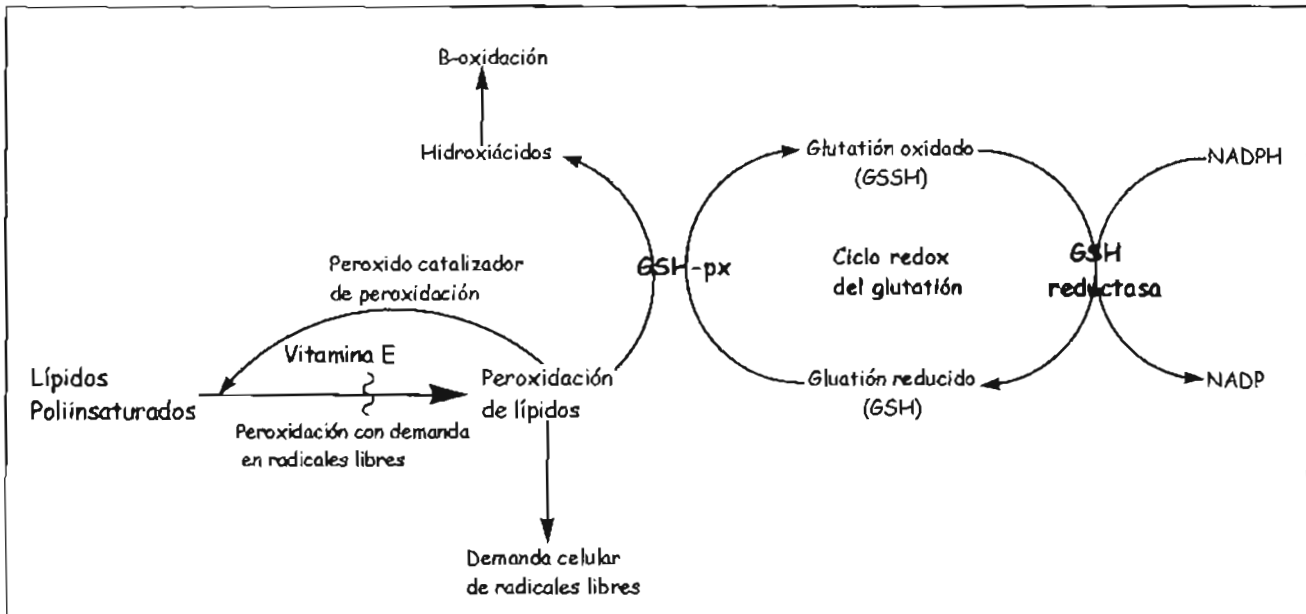 B-oxidación
Hidroxiácidos
Glutatión oxidado
(GSSH)
NADPH
Peroxido catalizador
de peroxidación
GSH-px
Ciclo redox
del glutatión
GSH
reductasa
Vitamina E
Lípidos
Poliinsaturados
Peroxidación
de lípidos
Gluatión reducido
(GSH)
NADP
Peroxidación con demanda
en radicales libres
Demanda celular
de radicales libres